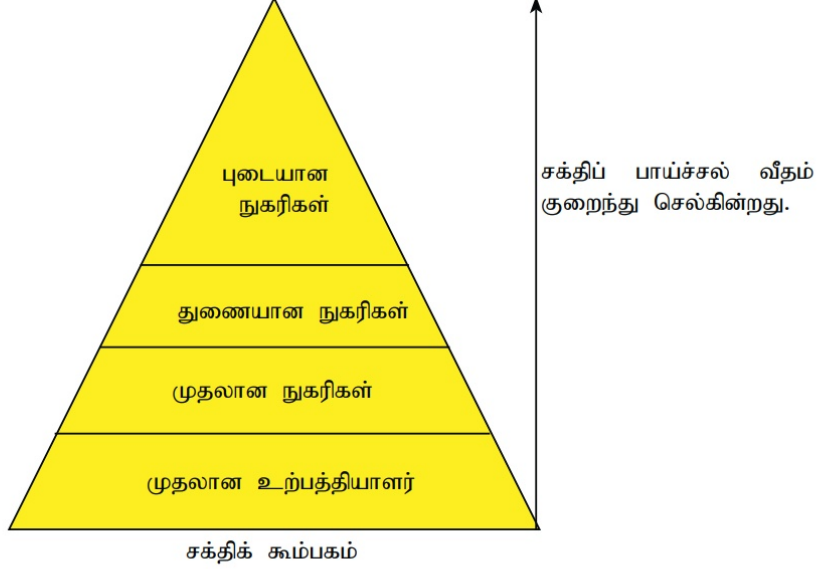 புடையான
நுகரிகள்
சக்திப் பாய்ச்சல் வீதம்
குறைந்து செல்கின்றது.
துணையான நுகரிகள்
முதலான நுகரிகள்
முதலான உற்பத்தியாளர்
சக்திக் கூம்பகம்